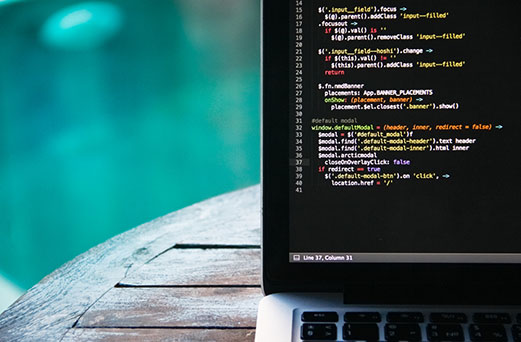 14
15 $('.input__field').focus ->
16 $(@).parent().addClass 'input--filled'
17 .focusout ->
18 if $(@).val() is ''
19 $(@).parent().removeClass 'input--filled'
20
21 $('.input__field--hoshi').change ->
22 if $(this).val() != ''
23 $(this).parent().addClass 'input--filled'
24 return
25
26 $.fn.nmdBanner
27 placements: App.BANNER_PLACEMENTS
28 onShow: (placement, banner) ->
29 placement.$el.closest('.banner').show()
30
31 #default modal
32 window.defaultModal = (header, inner, redirect = false) ->
33 $modal = $('#default_modal')f
34 $modal.find('.default-modal-header').text header
35 $modal.find('.default-modal-inner').html inner
36 $modal.arcticmodal
37 closeOnOverlayClick: false
38 if redirect == true
39 $('.default-modal-btn').on 'click', ->
40 location.href = '/'
41
Line 37, Column 31